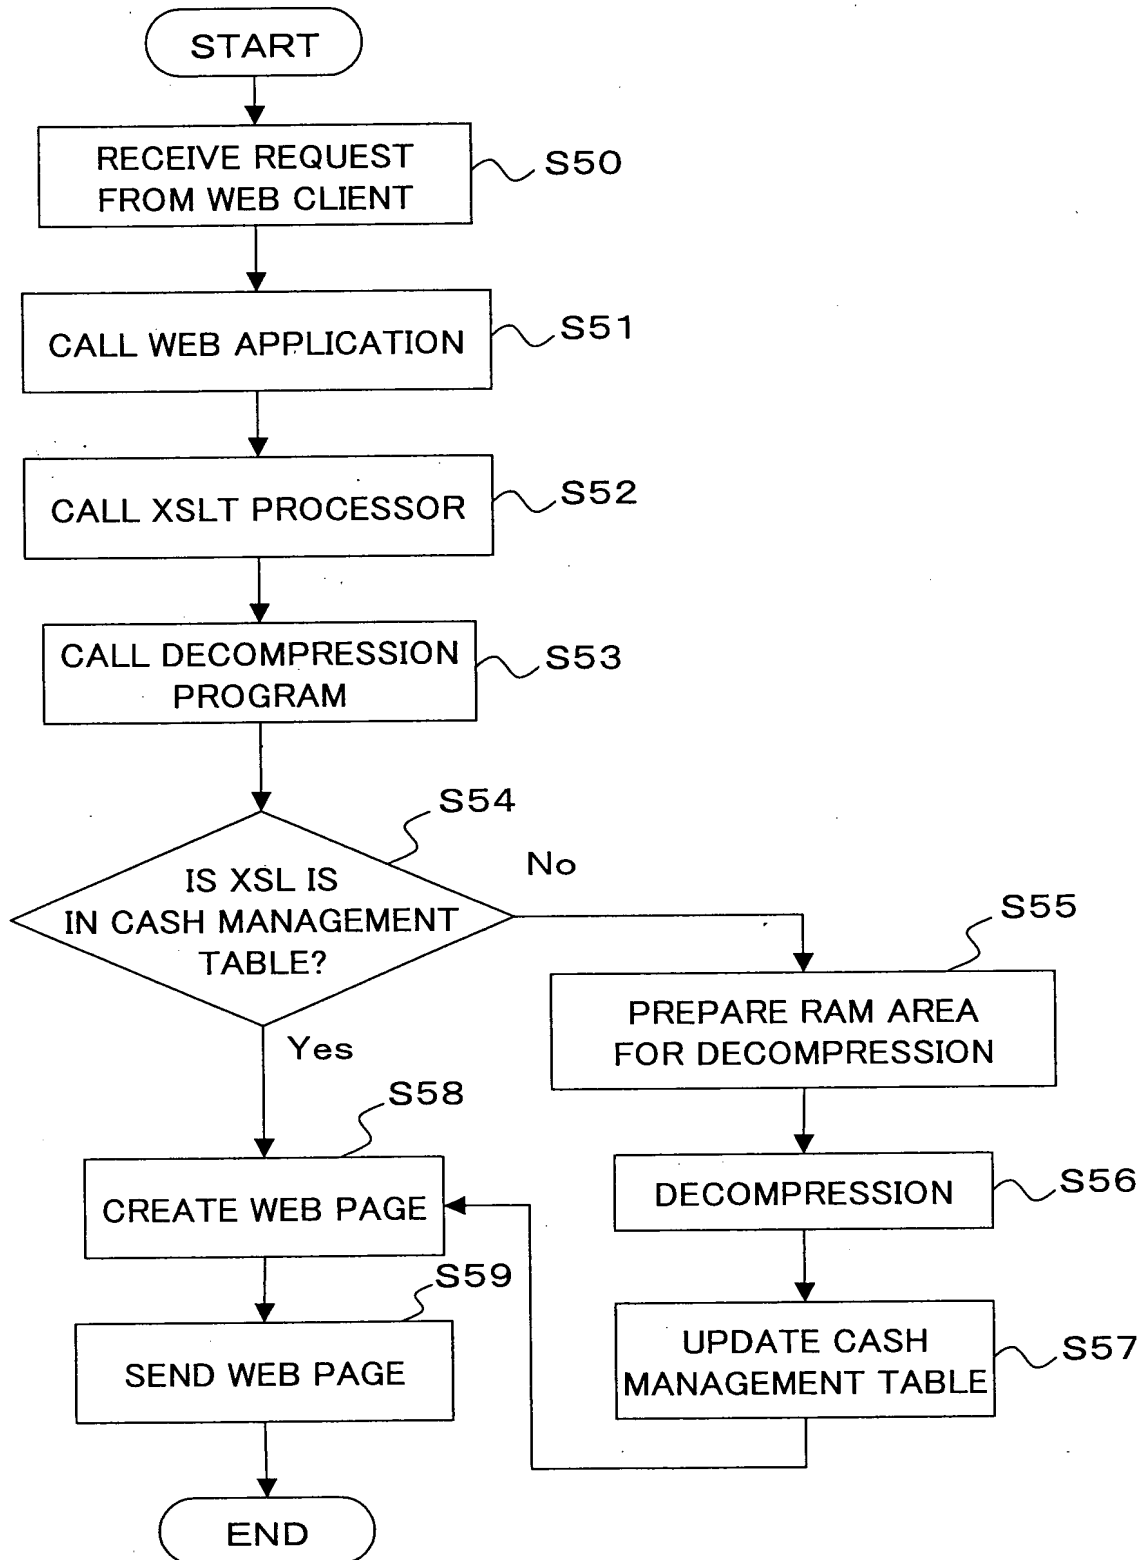 START
RECEIVE REQUEST
FROM WEB CLIENT
S50
CALL WEB APPLICATION
S51
CALL XSLT PROCESSOR
S52
CALL DECOMPRESSION
PROGRAM
S53
S54
IS XSL IS
IN CASH MANAGEMENT
TABLE?
No
Yes
S55
PREPARE RAM AREA
FOR DECOMPRESSION
DECOMPRESSION
S56
UPDATE CASH
MANAGEMENT TABLE
S57
S58
CREATE WEB PAGE
S59
SEND WEB PAGE
END